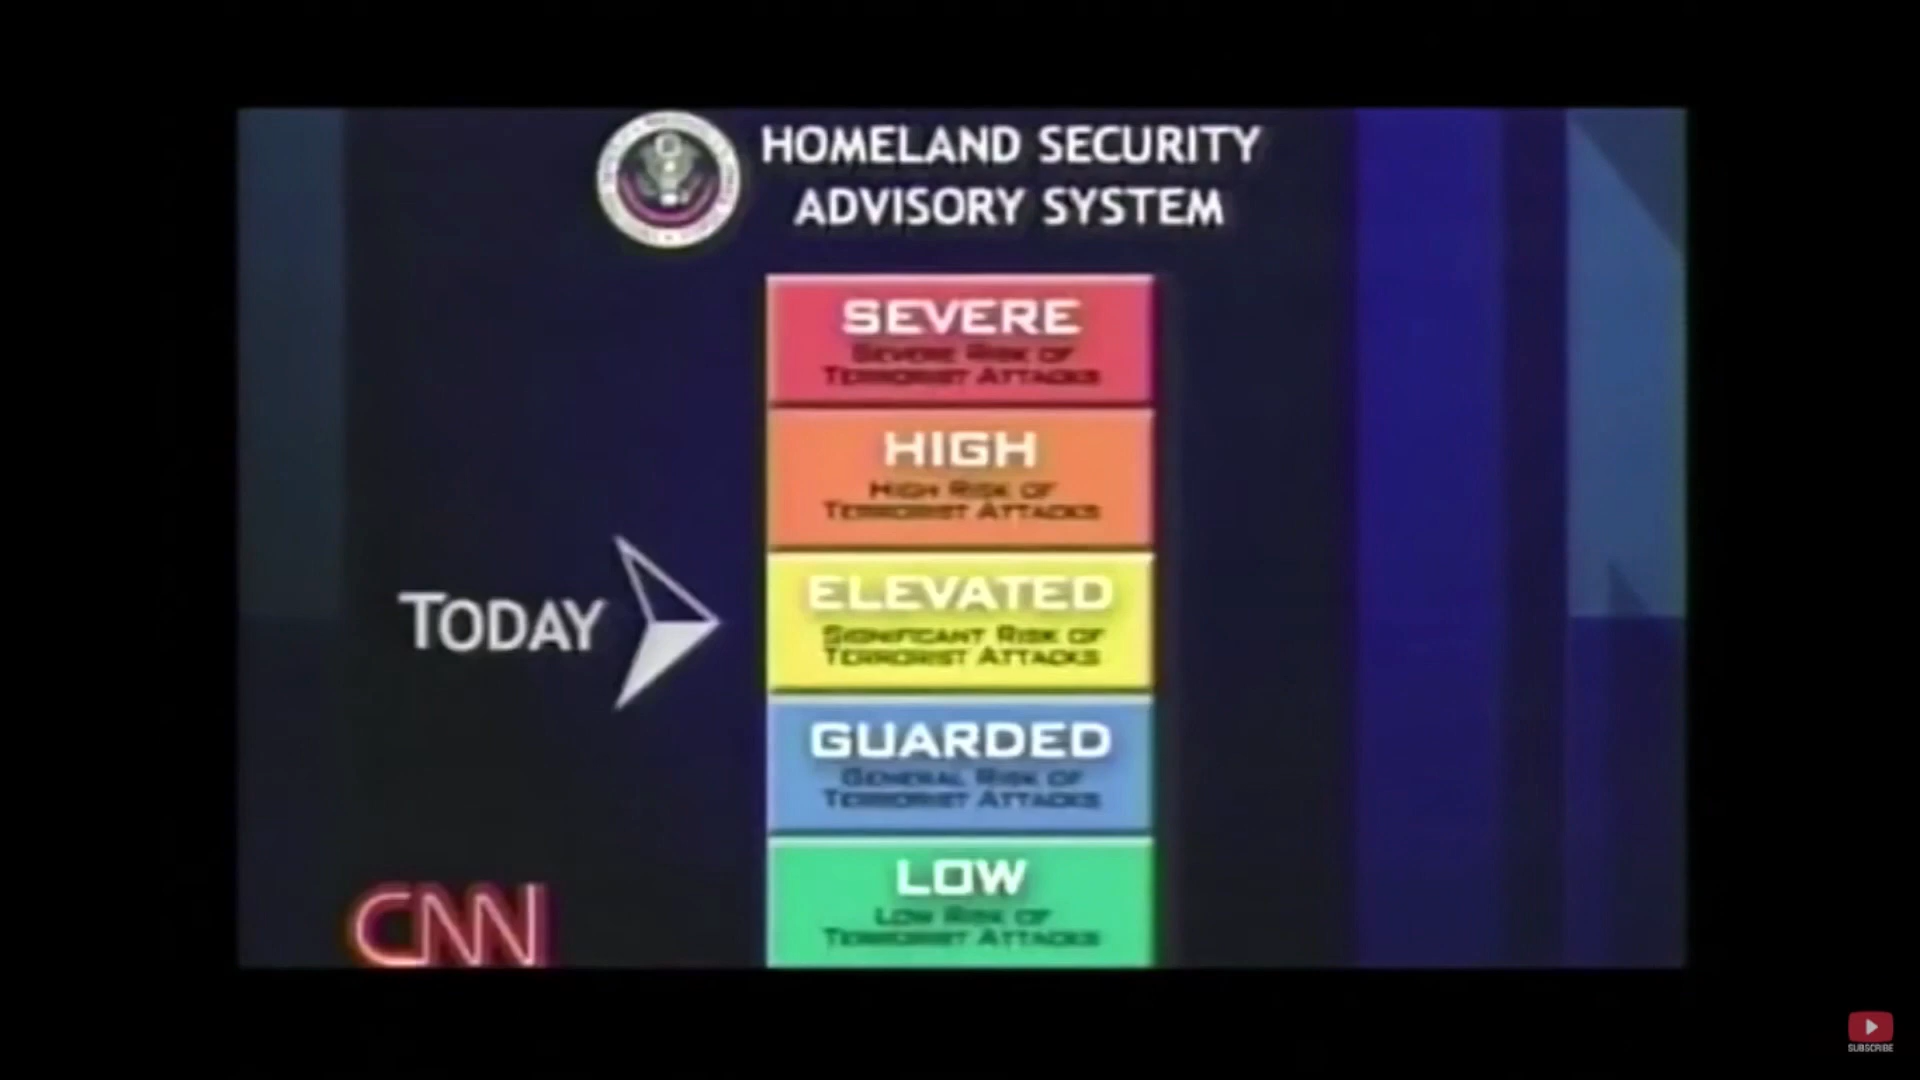 HOMELAND SECURITY
ADVISORY SYSTEM
SEVERE
SEVERE RISK OF
TERRORIST ATTACKS
HIGH
HIGH RISK OF
TERRORIST ATTACKS
TODAY
ELEVATED
SIGNIFICANT RISK OF
TERRORIST ATTACKS
GUARDED
GENERAL RISK OF
TERRORIST ATTACKS
LOW
LOW RISK OF
TERRORIST ATTACKS
CNN
SUBSCRIBE